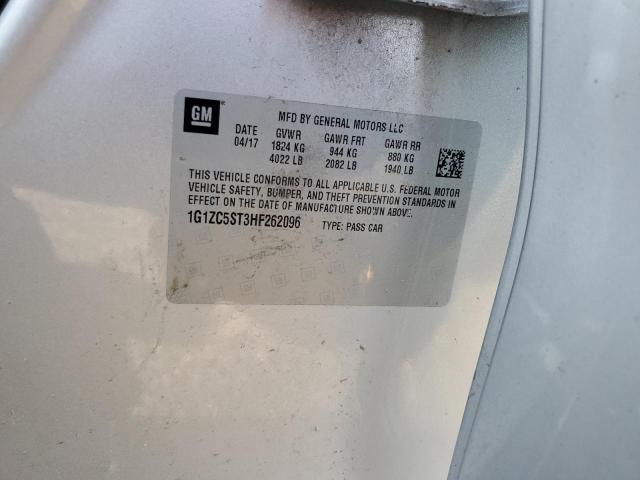 GM
MFD BY GENERAL MOTORS LLC
DATE GVWR GAWR FRT GAWR RR
04/17 1824 KG 944 KG 880 KG
4022 LB 2082 LB 1940 LB
THIS VEHICLE CONFORMS TO ALL APPLICABLE U.S. FEDERAL MOTOR
VEHICLE SAFETY, BUMPER, AND THEFT PREVENTION STANDARDS IN
EFFECT ON THE DATE OF MANUFACTURE SHOWN ABOVE.
1G1ZC5ST3HF262096 TYPE: PASS CAR